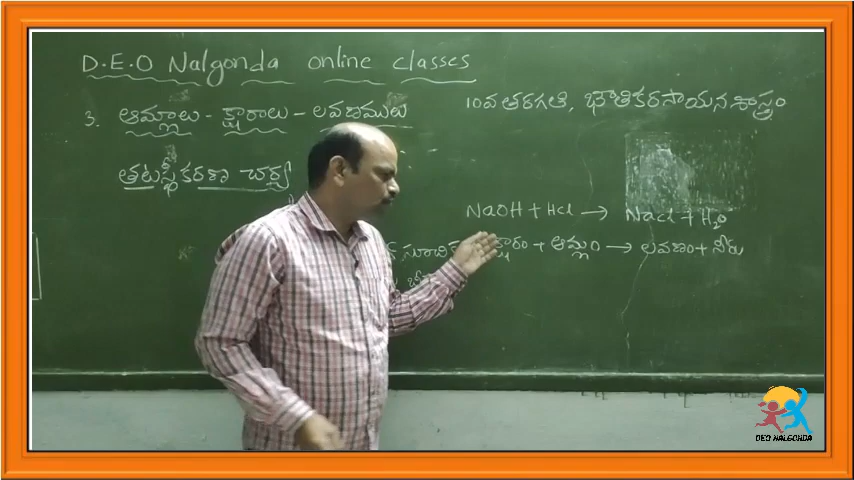 D.E.O Nalgonda online classes
10వ తరగతి, భౌతికరసాయన శాస్త్రం
3. ఆమ్లాలు - క్షారాలు - లవణములు
తటస్థీకరణ చర్య
NaOH + HCl → NaCl + H₂O
క్షారం + ఆమ్లం → లవణం + నీరు
DEO NALGONDA